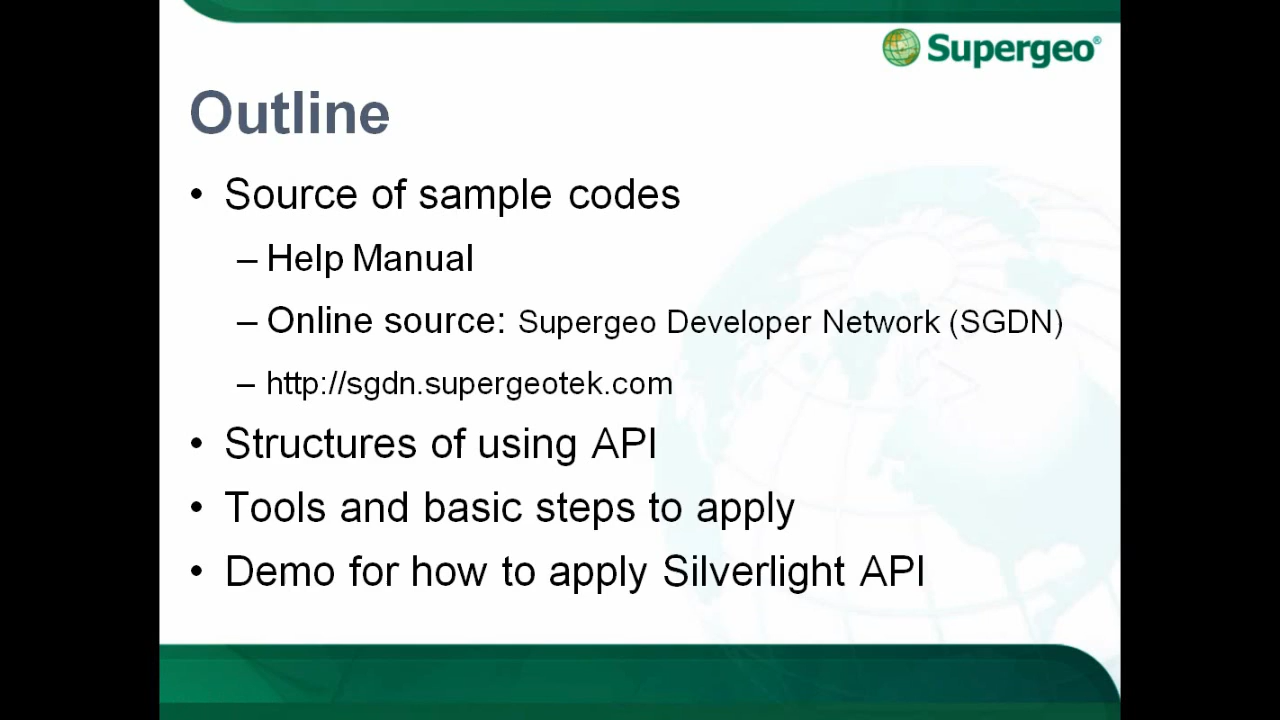 Supergeo®
Outline
• Source of sample codes
– Help Manual
– Online source: Supergeo Developer Network (SGDN)
– http://sgdn.supergeotek.com
• Structures of using API
• Tools and basic steps to apply
• Demo for how to apply Silverlight API